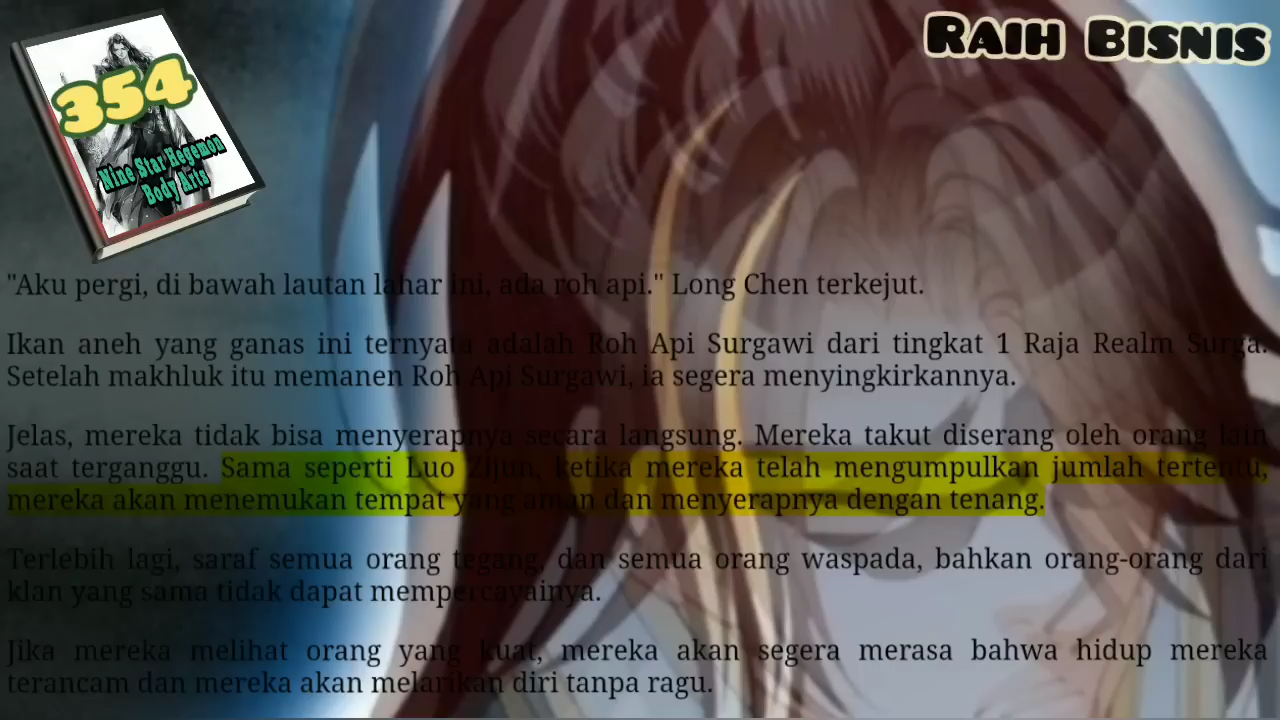 Raih Bisnis
354
Nine Star Hegemon
Body Arts
"Aku pergi, di bawah lautan lahar ini, ada roh api." Long Chen terkejut.
Ikan aneh yang ganas ini ternyata adalah Roh Api Surgawi dari tingkat 1 Raja Realm Surga.
Setelah makhluk itu memanen Roh Api Surgawi, ia segera menyingkirkannya.
Jelas, mereka tidak bisa menyerapnya secara langsung. Mereka takut diserang oleh orang lain
saat terganggu. Sama seperti Luo Zijun, ketika mereka telah mengumpulkan jumlah tertentu,
mereka akan menemukan tempat yang aman dan menyerapnya dengan tenang.
Terlebih lagi, saraf semua orang tegang, dan semua orang waspada, bahkan orang-orang dari
klan yang sama tidak dapat mempercayainya.
Jika mereka melihat orang yang kuat, mereka akan segera merasa bahwa hidup mereka
terancam dan mereka akan melarikan diri tanpa ragu.